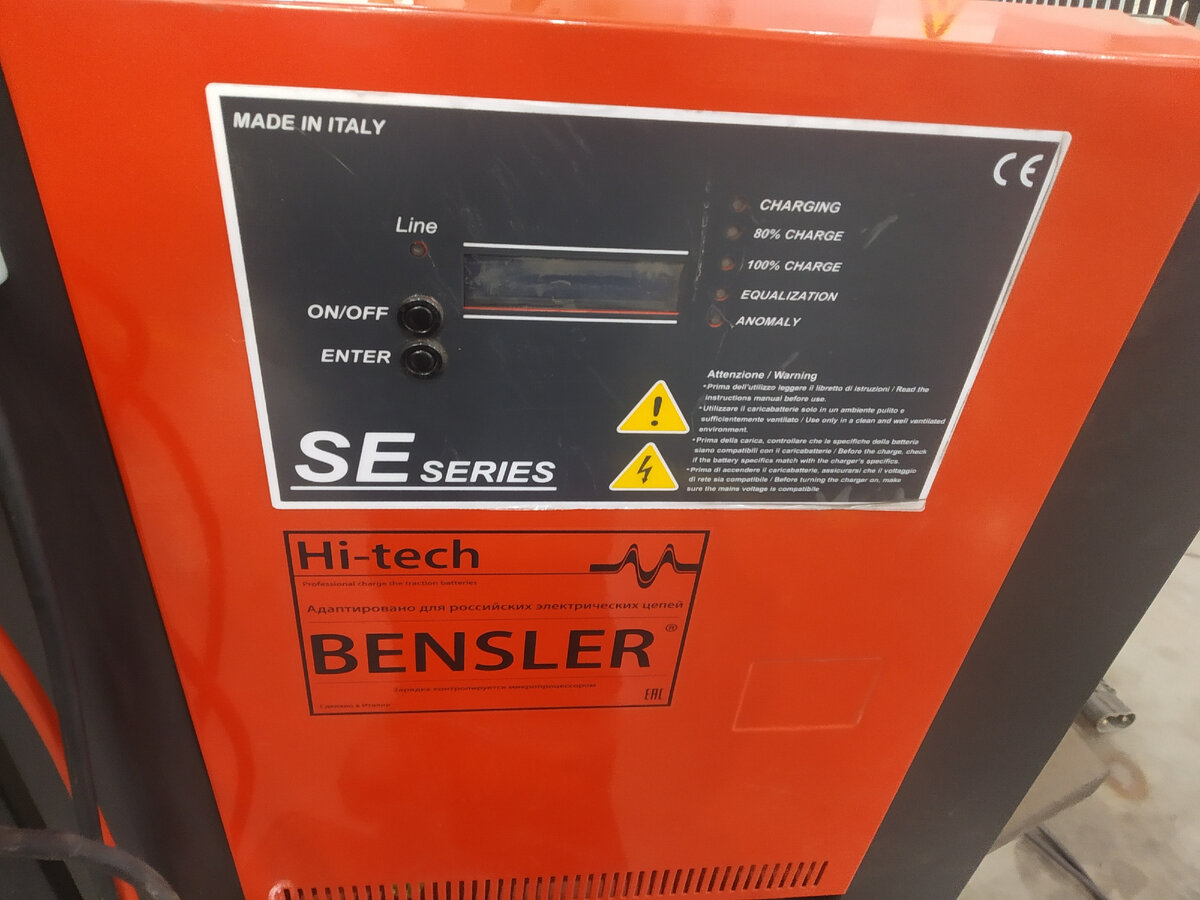 MADE IN ITALY
CE
Line
ON/OFF
ENTER
CHARGING
80% CHARGE
100% CHARGE
EQUALIZATION
ANOMALY
SE SERIES
Attenzione / Warning
•Prima dell'utilizzo leggere il libretto di istruzioni / Read the
instructions manual before use.
•Utilizzare il caricabatterie solo in un ambiente pulito e
sufficientemente ventilato / Use only in a clean and well ventilated
environment.
•Prima della carica, controllare che le specifiche della batteria
siano compatibili con il caricabatterie / Before the charge, check
if the battery specifics match with the charger's specifics.
•Prima di accendere il caricabatterie, assicurarsi che il voltaggio
di rete sia compatibile / Before turning the charger on, make
sure the mains voltage is compatible
Hi-tech
Professional charge the traction batteries
Адаптировано для российских электрических цепей
BENSLER®
Зарядка контролируется микропроцессором
Сделано в Италии
EAC